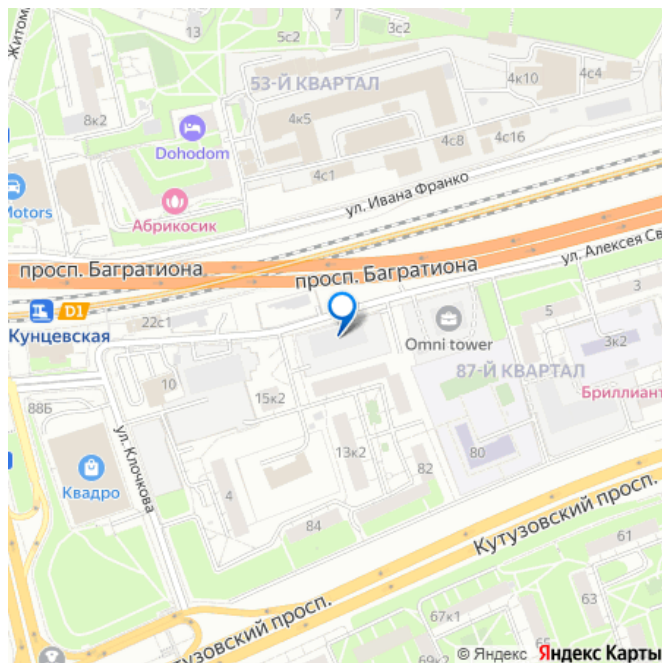 Житом
13
5с2
7
3с2
53-Й КВАРТАЛ
4к10
4с4
8к2
4к5
Dohodom
4с8
4с16
4с1
Motors
Абрикосик
ул. Ивана Франко
просп. Багратиона
просп. Багратиона
ул. Алексея Св
D1
Кунцевская
22с1
Omni tower
5
3
3к2
87-Й КВАРТАЛ
Бриллиант
10
15к2
88Б
ул. Клочкова
Квадро
13к2
82
80
4
84
Кутузовский просп.
61
63
67к1
65
69к2
тузовский просп.
© Яндекс Яндекс Карты